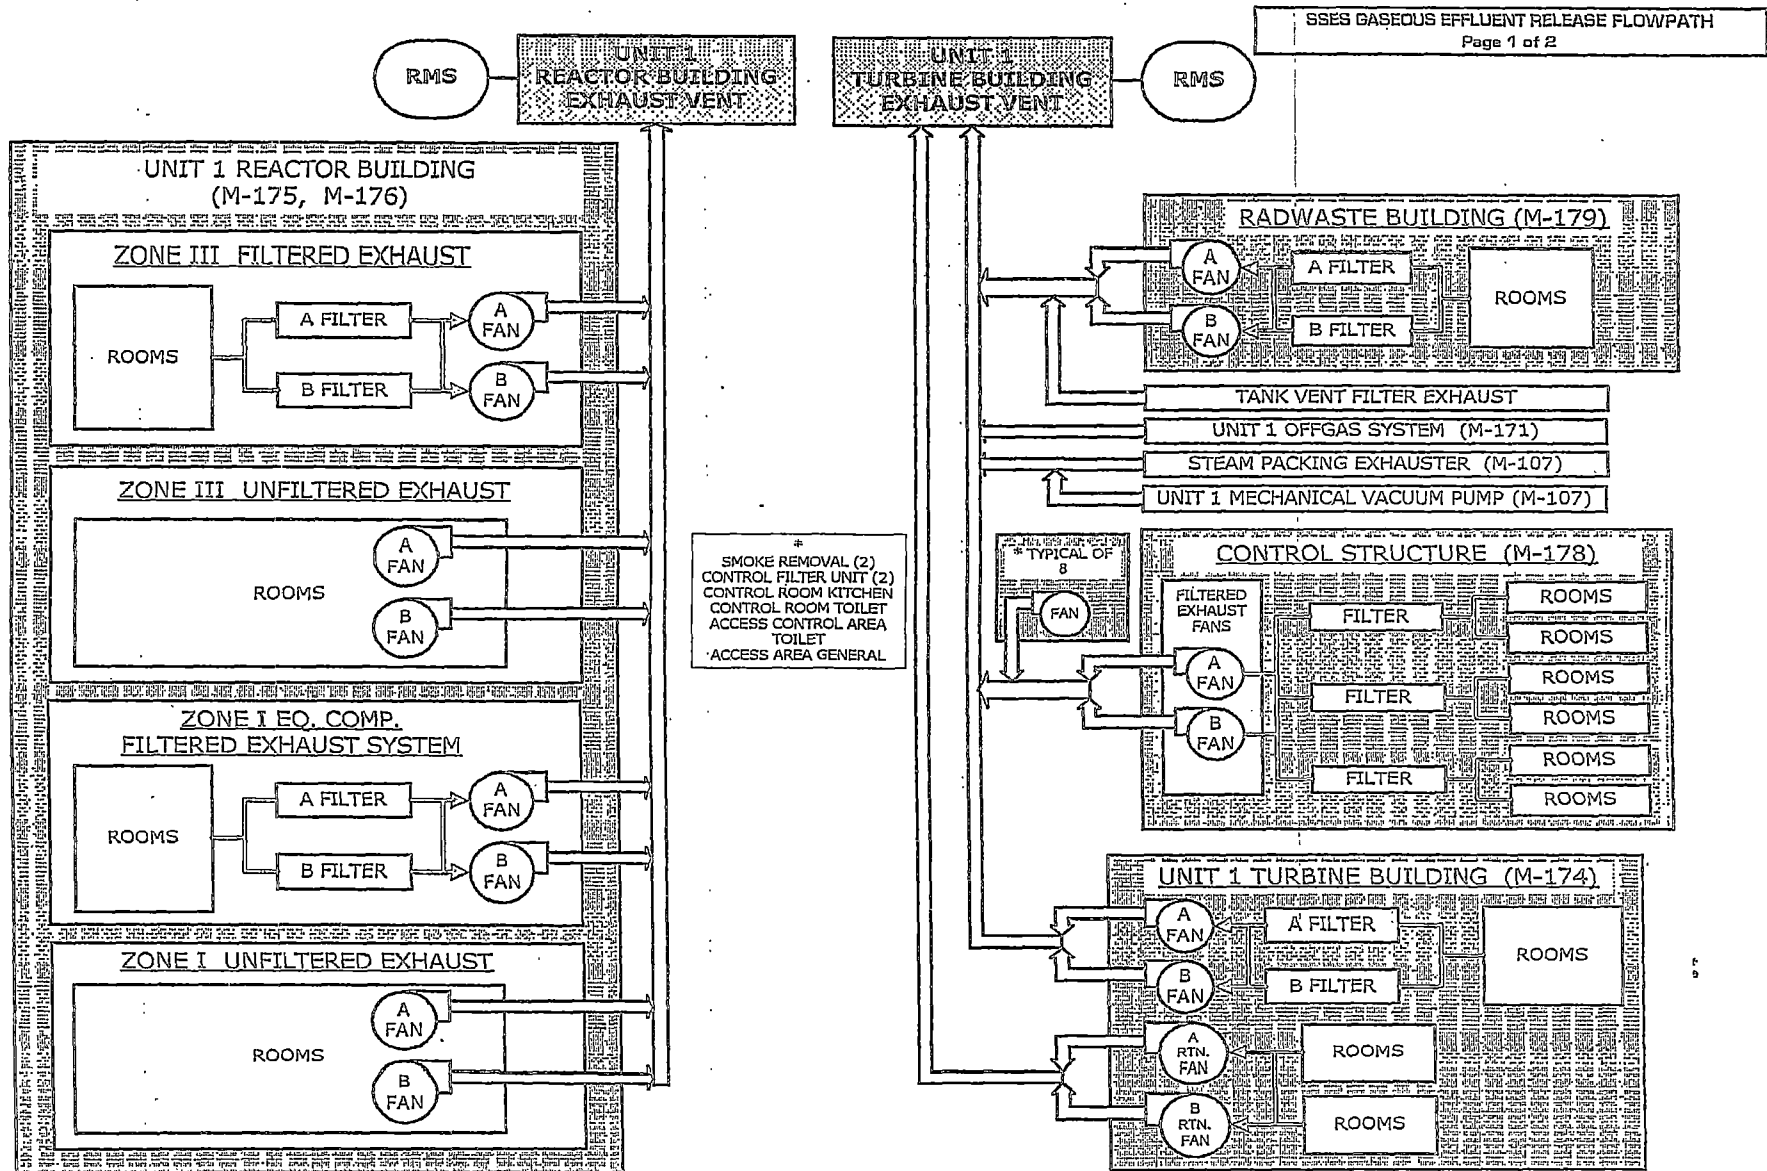 SSES GASEOUS EFFLUENT RELEASE FLOWPATH
Page 1 of 2
RMS
UNIT 1
REACTOR BUILDING
EXHAUST VENT
UNIT 1
TURBINE BUILDING
EXHAUST VENT
RMS
UNIT 1 REACTOR BUILDING
(M-175, M-176)
ZONE III FILTERED EXHAUST
ROOMS
A FILTER
B FILTER
A
FAN
B
FAN
ZONE III UNFILTERED EXHAUST
ROOMS
A
FAN
B
FAN
ZONE I EQ. COMP.
FILTERED EXHAUST SYSTEM
ROOMS
A FILTER
B FILTER
A
FAN
B
FAN
ZONE I UNFILTERED EXHAUST
ROOMS
A
FAN
B
FAN
*
SMOKE REMOVAL (2)
CONTROL FILTER UNIT (2)
CONTROL ROOM KITCHEN
CONTROL ROOM TOILET
ACCESS CONTROL AREA
TOILET
ACCESS AREA GENERAL
RADWASTE BUILDING (M-179)
A
FAN
B
FAN
A FILTER
B FILTER
ROOMS
TANK VENT FILTER EXHAUST
UNIT 1 OFFGAS SYSTEM (M-171)
STEAM PACKING EXHAUSTER (M-107)
UNIT 1 MECHANICAL VACUUM PUMP (M-107)
* TYPICAL OF
8
FAN
CONTROL STRUCTURE (M-178)
FILTERED
EXHAUST
FANS
A
FAN
B
FAN
FILTER
FILTER
FILTER
ROOMS
ROOMS
ROOMS
ROOMS
ROOMS
ROOMS
UNIT 1 TURBINE BUILDING (M-174)
A
FAN
B
FAN
A FILTER
B FILTER
ROOMS
A
RTN.
FAN
B
RTN.
FAN
ROOMS
ROOMS